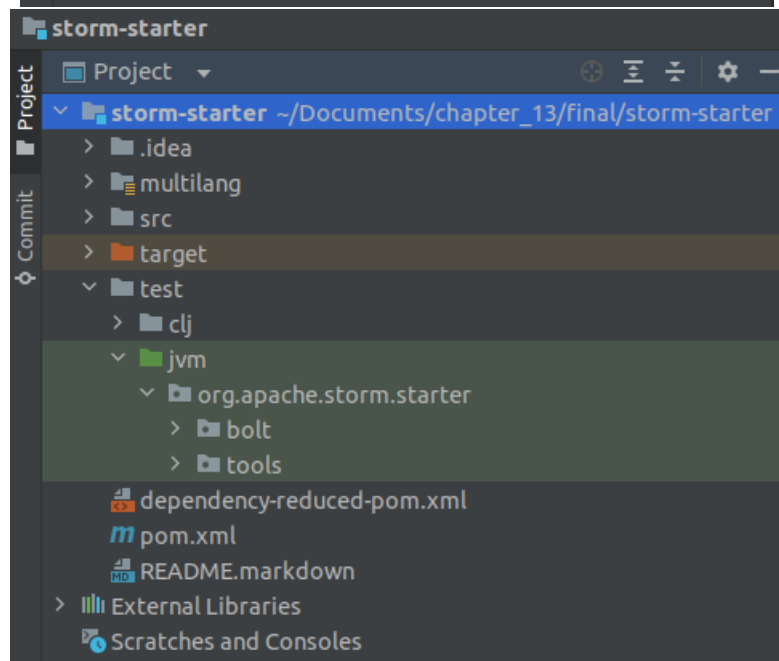 storm-starter
Project
Project
Commit
storm-starter ~/Documents/chapter_13/final/storm-starter
.idea
multilang
src
target
test
clj
jvm
org.apache.storm.starter
bolt
tools
dependency-reduced-pom.xml
m pom.xml
MD README.markdown
External Libraries
Scratches and Consoles